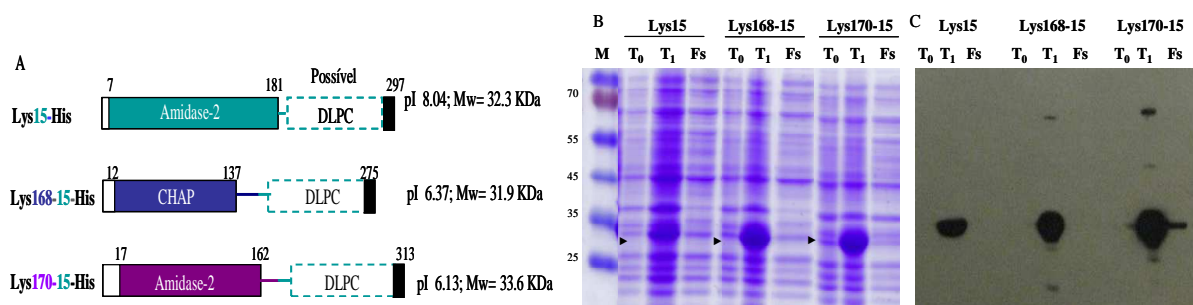 A
Possível
7
181
297
Lys15-His
Amidase-2
DLPC
pI 8.04; Mw= 32.3 KDa
12
137
275
Lys168-15-His
CHAP
DLPC
pI 6.37; Mw= 31.9 KDa
17
162
313
Lys170-15-His
Amidase-2
DLPC
pI 6.13; Mw= 33.6 KDa
B
Lys15
Lys168-15
Lys170-15
M
T0 T1 Fs
T0 T1 Fs
T0 T1 Fs
70
55
45
35
25
C
Lys15
Lys168-15
Lys170-15
T0 T1 Fs
T0 T1 Fs
T0 T1 Fs